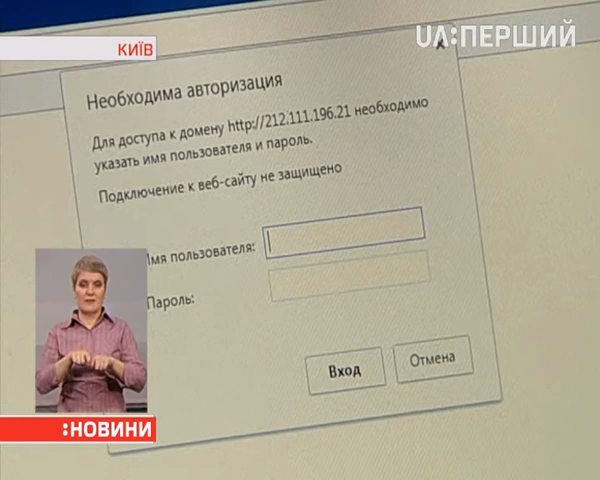 КИЇВ
UA:ПЕРШИЙ
Необходима авторизация
Для доступа к домену http://212.111.196.21 необходимо
указать имя пользователя и пароль.
Подключение к веб-сайту не защищено
Имя пользователя:
Пароль:
Вход
Отмена
:НОВИНИ